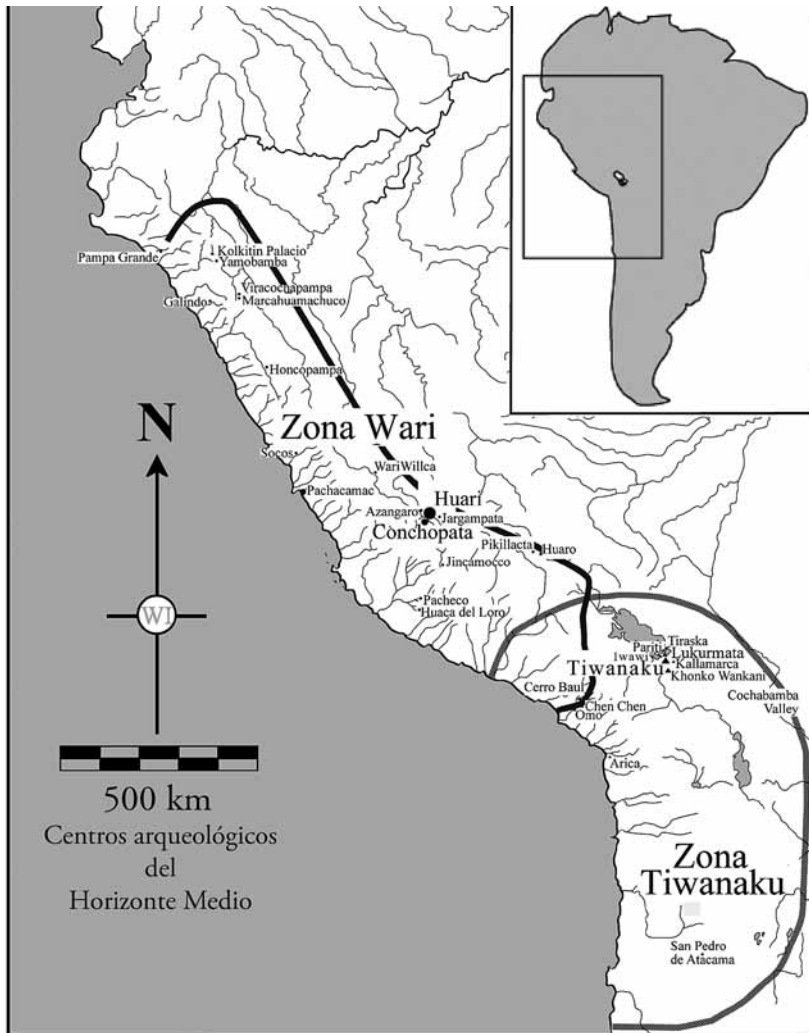 Pampa Grande
Kolkitin Palacio
Yamobamba
Viracochapampa
Marcahuamachuco
Galindo
Honcopampa
Zona Wari
N
Socos
WariWillca
Pachacamac
Huari
Azangaro
Jargampata
Conchopata
Pikillacta
Huaro
Jincamocco
Pacheco
Huaca del Loro
WI
Tiraska
Pariti
Lukurmata
Iwawi
Kallamarca
Tiwanaku
Khonko Wankani
Cerro Baul
Cochabamba
Valley
Chen Chen
Omo
Arica
500 km
Centros arqueológicos
del
Horizonte Medio
Zona
Tiwanaku
San Pedro
de Atacama